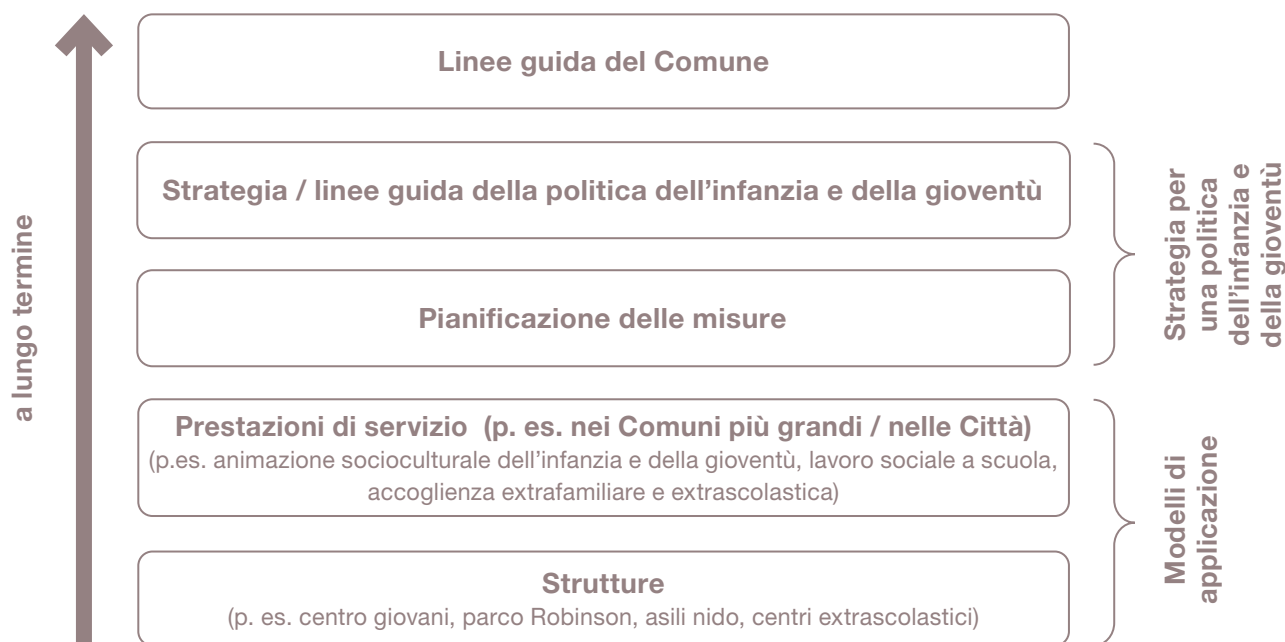 Linee guida del Comune
Strategia / linee guida della politica dell’infanzia e della gioventù
Pianificazione delle misure
Prestazioni di servizio (p. es. nei Comuni più grandi / nelle Città)
(p.es. animazione socioculturale dell’infanzia e della gioventù, lavoro sociale a scuola,
accoglienza extrafamiliare e extrascolastica)
Strutture
(p. es. centro giovani, parco Robinson, asili nido, centri extrascolastici)
a lungo termine
Strategia per
una politica
dell’infanzia e
della gioventù
Modelli di
applicazione